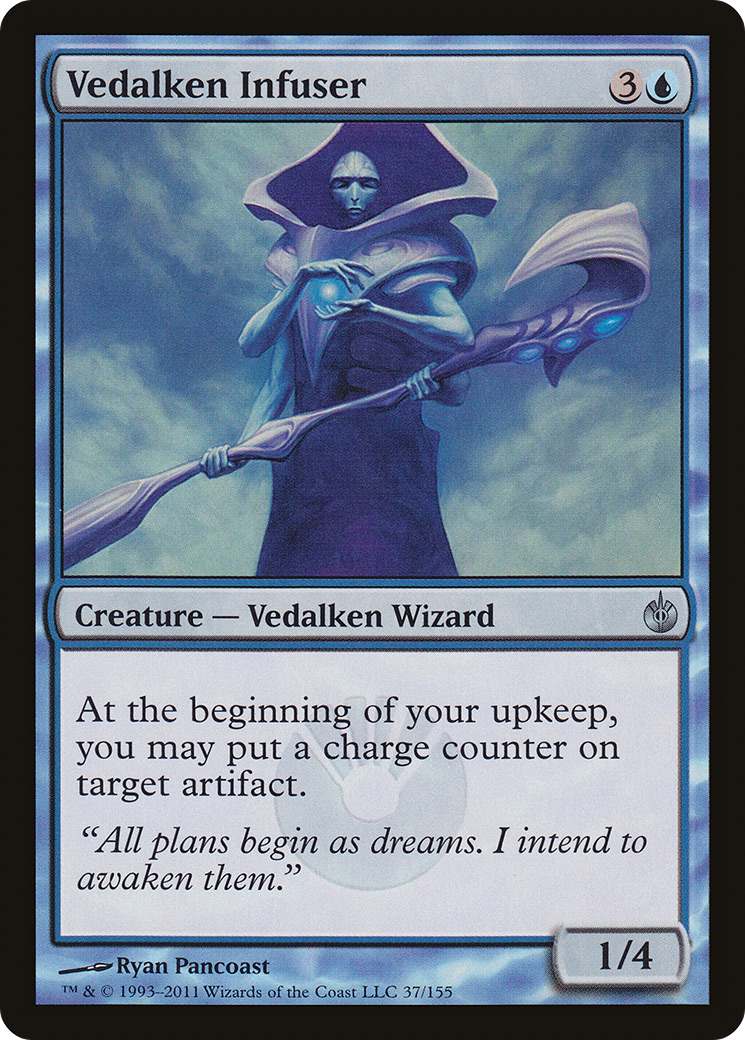 Vedalken Infuser
3
Creature — Vedalken Wizard
At the beginning of your upkeep,
you may put a charge counter on
target artifact.
“All plans begin as dreams. I intend to
awaken them.”
1/4
Ryan Pancoast
™ & © 1993–2011 Wizards of the Coast LLC 37/155